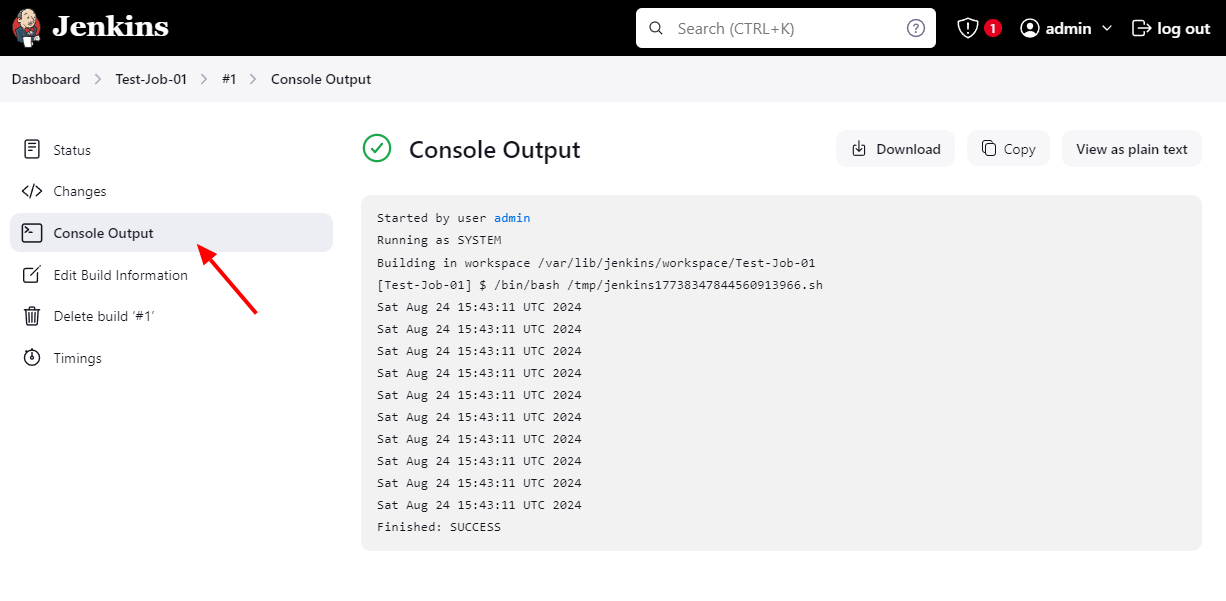 Jenkins
Search (CTRL+K)
1
admin
log out
Dashboard
Test-Job-01
#1
Console Output
Status
Changes
Console Output
Edit Build Information
Delete build ‘#1’
Timings
Console Output
Download
Copy
View as plain text
Started by user admin
Running as SYSTEM
Building in workspace /var/lib/jenkins/workspace/Test-Job-01
[Test-Job-01] $ /bin/bash /tmp/jenkins17738347844560913966.sh
Sat Aug 24 15:43:11 UTC 2024
Sat Aug 24 15:43:11 UTC 2024
Sat Aug 24 15:43:11 UTC 2024
Sat Aug 24 15:43:11 UTC 2024
Sat Aug 24 15:43:11 UTC 2024
Sat Aug 24 15:43:11 UTC 2024
Sat Aug 24 15:43:11 UTC 2024
Sat Aug 24 15:43:11 UTC 2024
Sat Aug 24 15:43:11 UTC 2024
Sat Aug 24 15:43:11 UTC 2024
Finished: SUCCESS